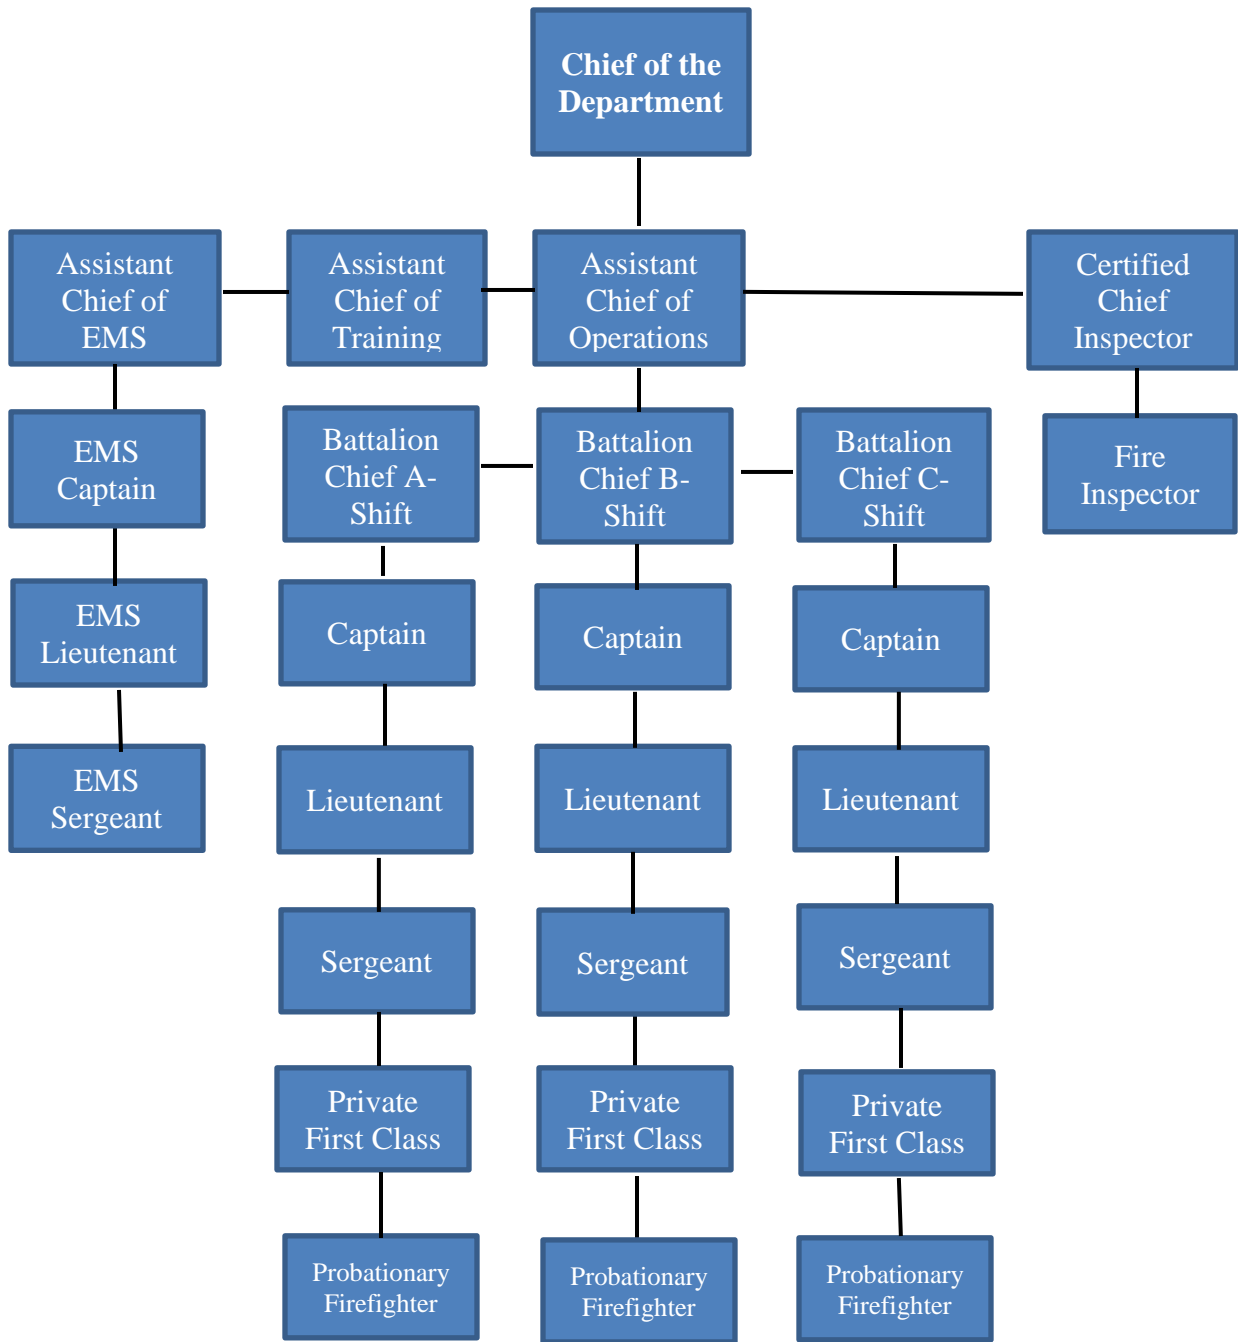 Chief of the
Department
Assistant
Chief of
EMS
Assistant
Chief of
Training
Assistant
Chief of
Operations
Certified
Chief
Inspector
EMS
Captain
Battalion
Chief A-
Shift
Battalion
Chief B-
Shift
Battalion
Chief C-
Shift
Fire
Inspector
EMS
Lieutenant
Captain
Captain
Captain
EMS
Sergeant
Lieutenant
Lieutenant
Lieutenant
Sergeant
Sergeant
Sergeant
Private
First Class
Private
First Class
Private
First Class
Probationary
Firefighter
Probationary
Firefighter
Probationary
Firefighter